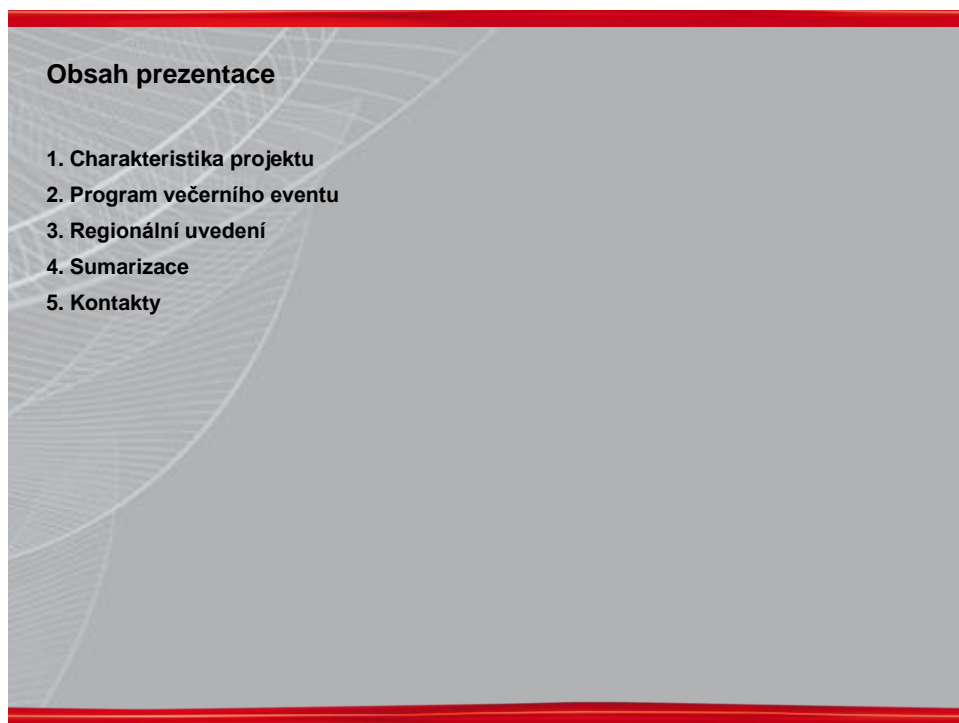 Obsah prezentace
1. Charakteristika projektu
2. Program večerního eventu
3. Regionální uvedení
4. Sumarizace
5. Kontakty